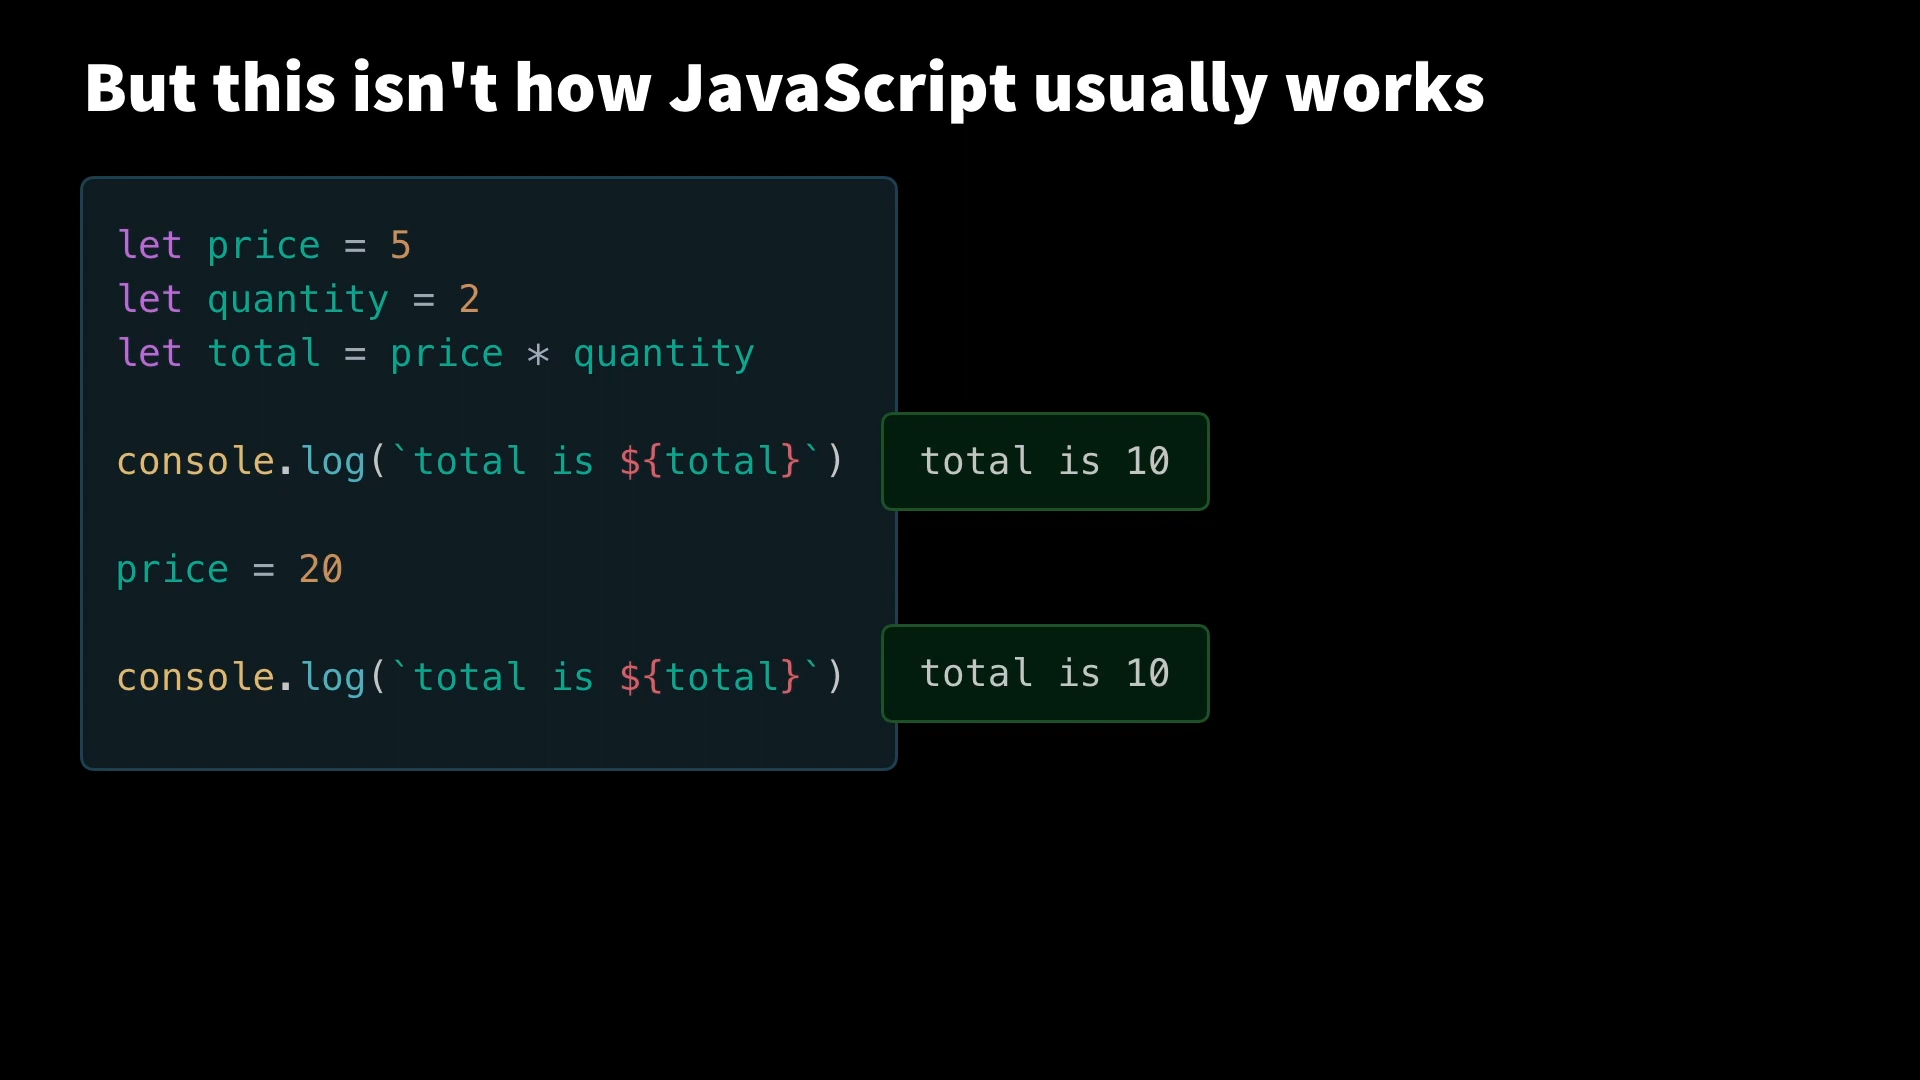 But this isn't how JavaScript usually works
let price = 5
let quantity = 2
let total = price * quantity
console.log(`total is ${total}`)
total is 10
price = 20
console.log(`total is ${total}`)
total is 10